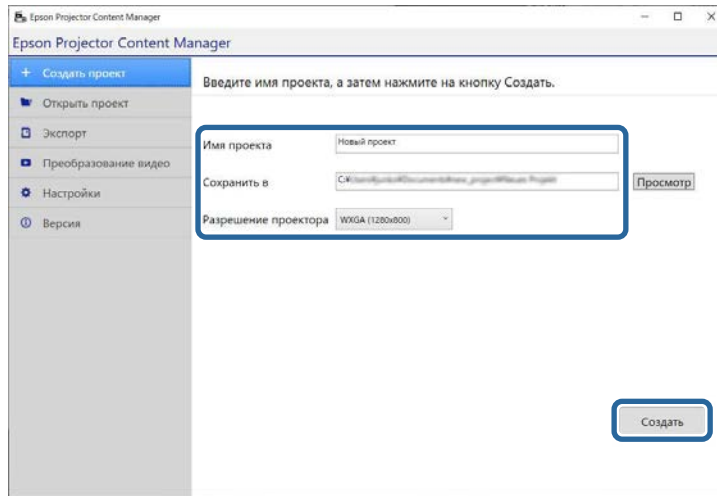 Epson Projector Content Manager
Epson Projector Content Manager
+ Создать проект
Открыть проект
Экспорт
Преобразование видео
Настройки
Версия
Введите имя проекта, а затем нажмите на кнопку Создать.
Имя проекта Новый проект
Сохранить в C:¥ Просмотр
Разрешение проектора WXGA (1280x800)
Создать